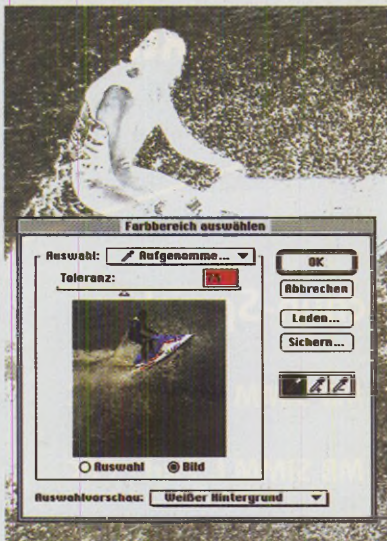 Farbbereich auswählen
Auswahl: Aufgenomme...
Toleranz:
OK
Abbrechen
Laden...
Sichern...
Auswahl Bild
Auswahlvorschau: Weißer Hintergrund